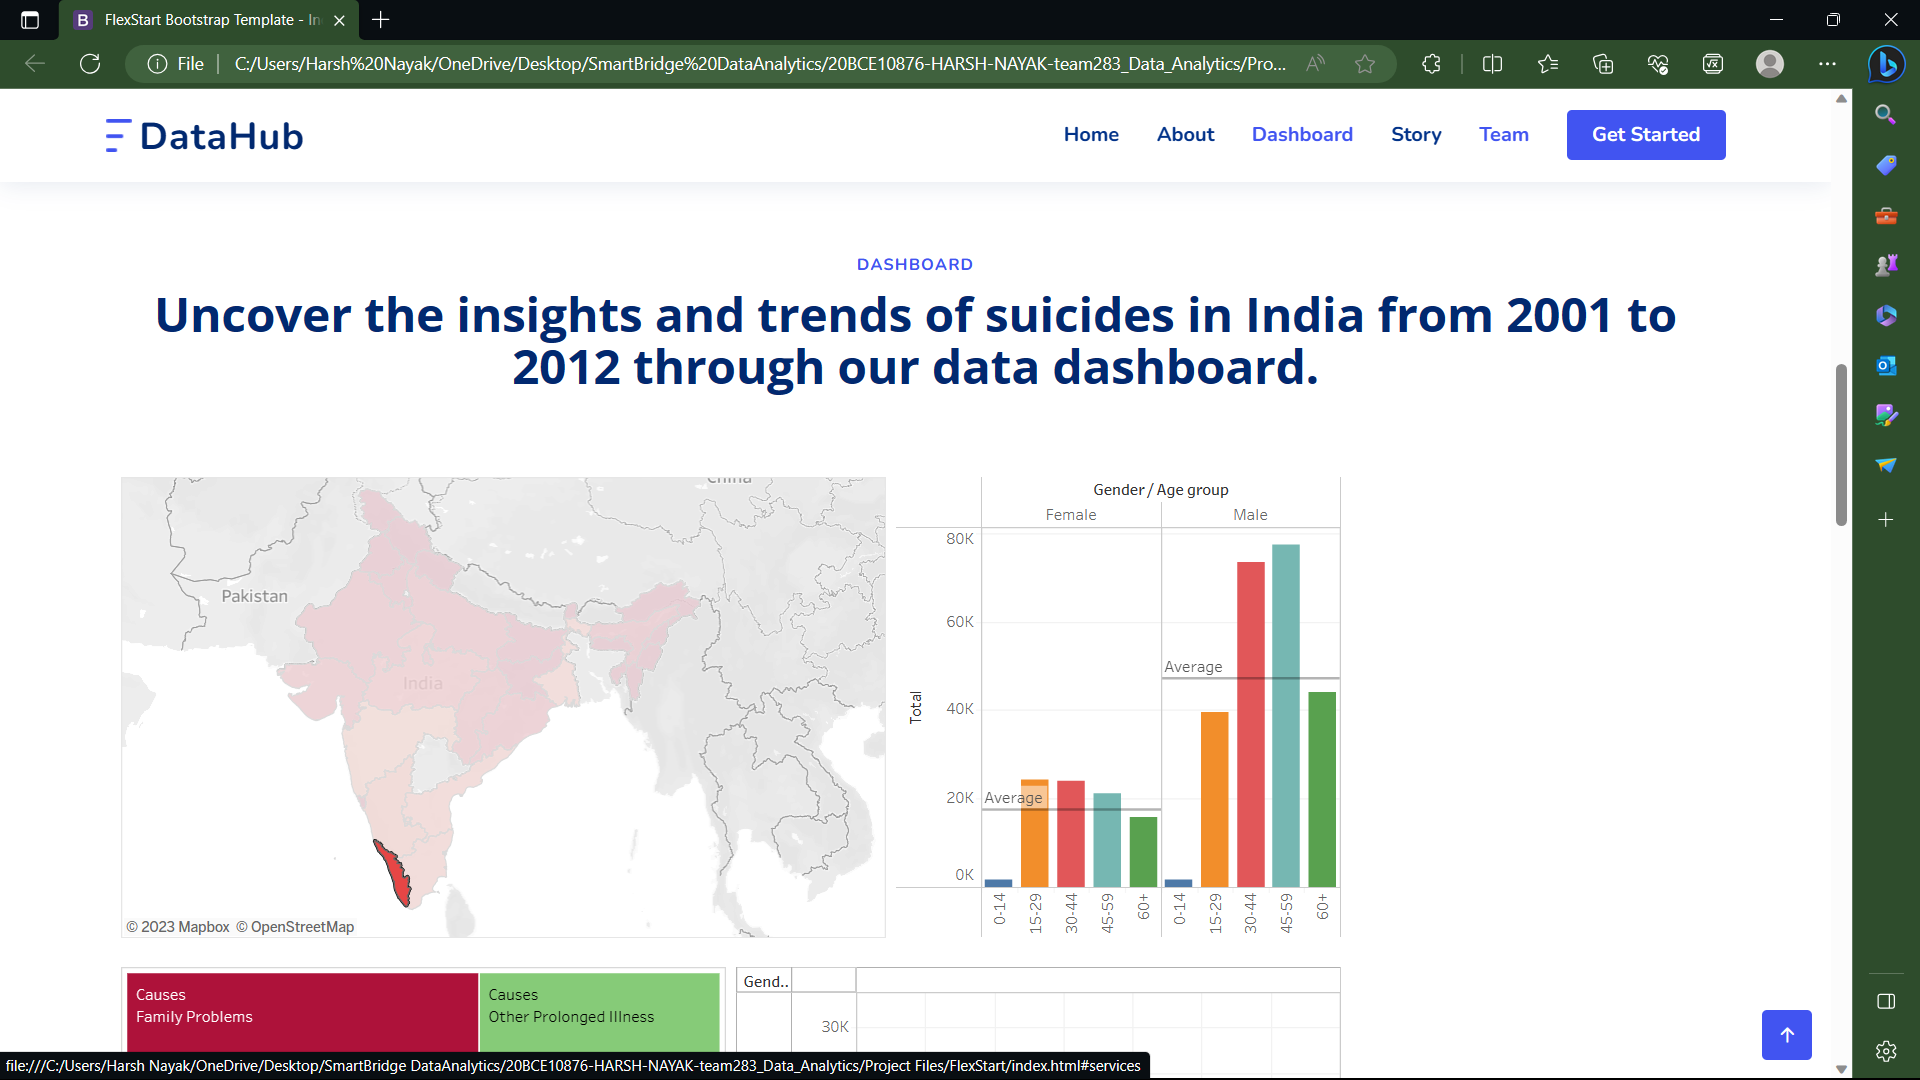 FlexStart Bootstrap Template - In
File
C:/Users/Harsh%20Nayak/OneDrive/Desktop/SmartBridge%20DataAnalytics/20BCE10876-HARSH-NAYAK-team283_Data_Analytics/Pro...
DataHub
Home
About
Dashboard
Story
Team
Get Started
DASHBOARD
Uncover the insights and trends of suicides in India from 2001 to
2012 through our data dashboard.
China
Pakistan
India
© 2023 Mapbox © OpenStreetMap
Gender / Age group
Female
Male
Total
80K
60K
40K
20K
0K
Average
Average
0-14
15-29
30-44
45-59
60+
0-14
15-29
30-44
45-59
60+
Causes
Family Problems
Causes
Other Prolonged Illness
Gend..
30K
file:///C:/Users/Harsh Nayak/OneDrive/Desktop/SmartBridge DataAnalytics/20BCE10876-HARSH-NAYAK-team283_Data_Analytics/Project Files/FlexStart/index.html#services